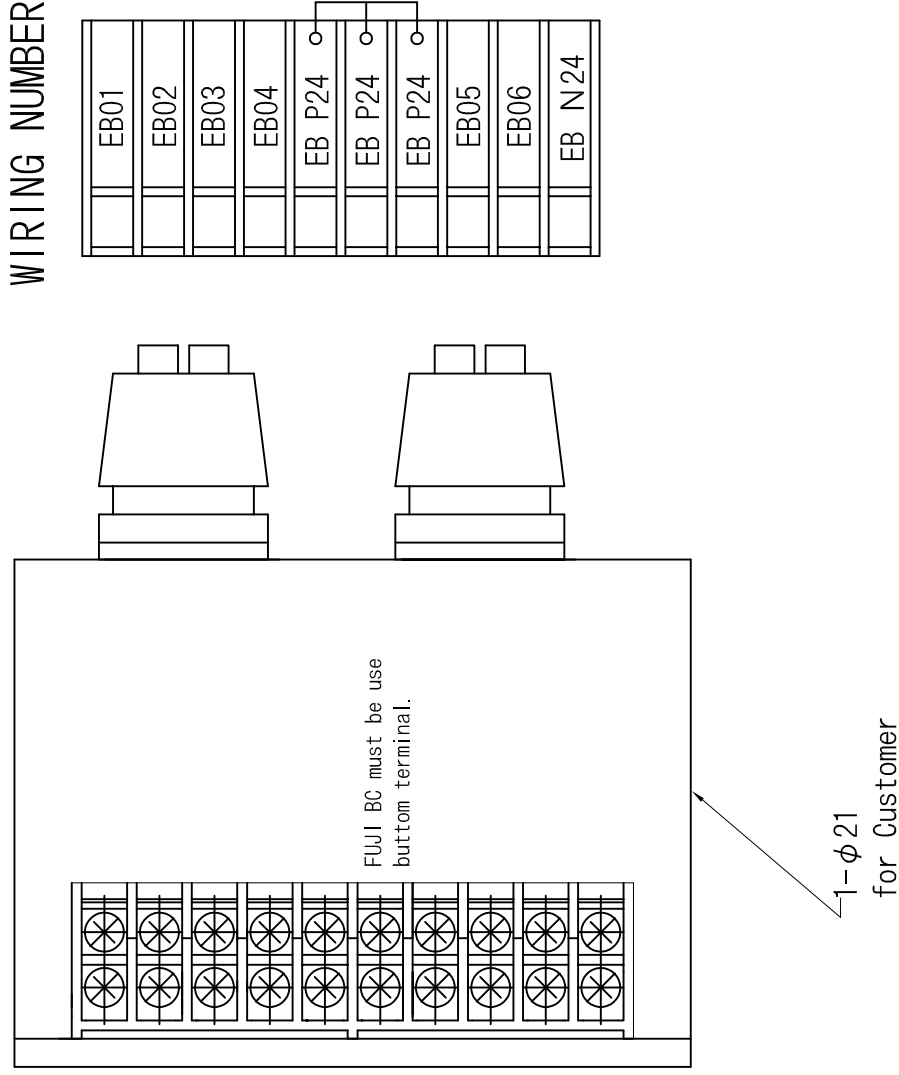 WIRING NUMBER
EB01
EB02
EB03
EB04
EB P24
EB P24
EB P24
EB05
EB06
EB N24
FUJI BC must be use
buttom terminal.
1-φ21
for Customer